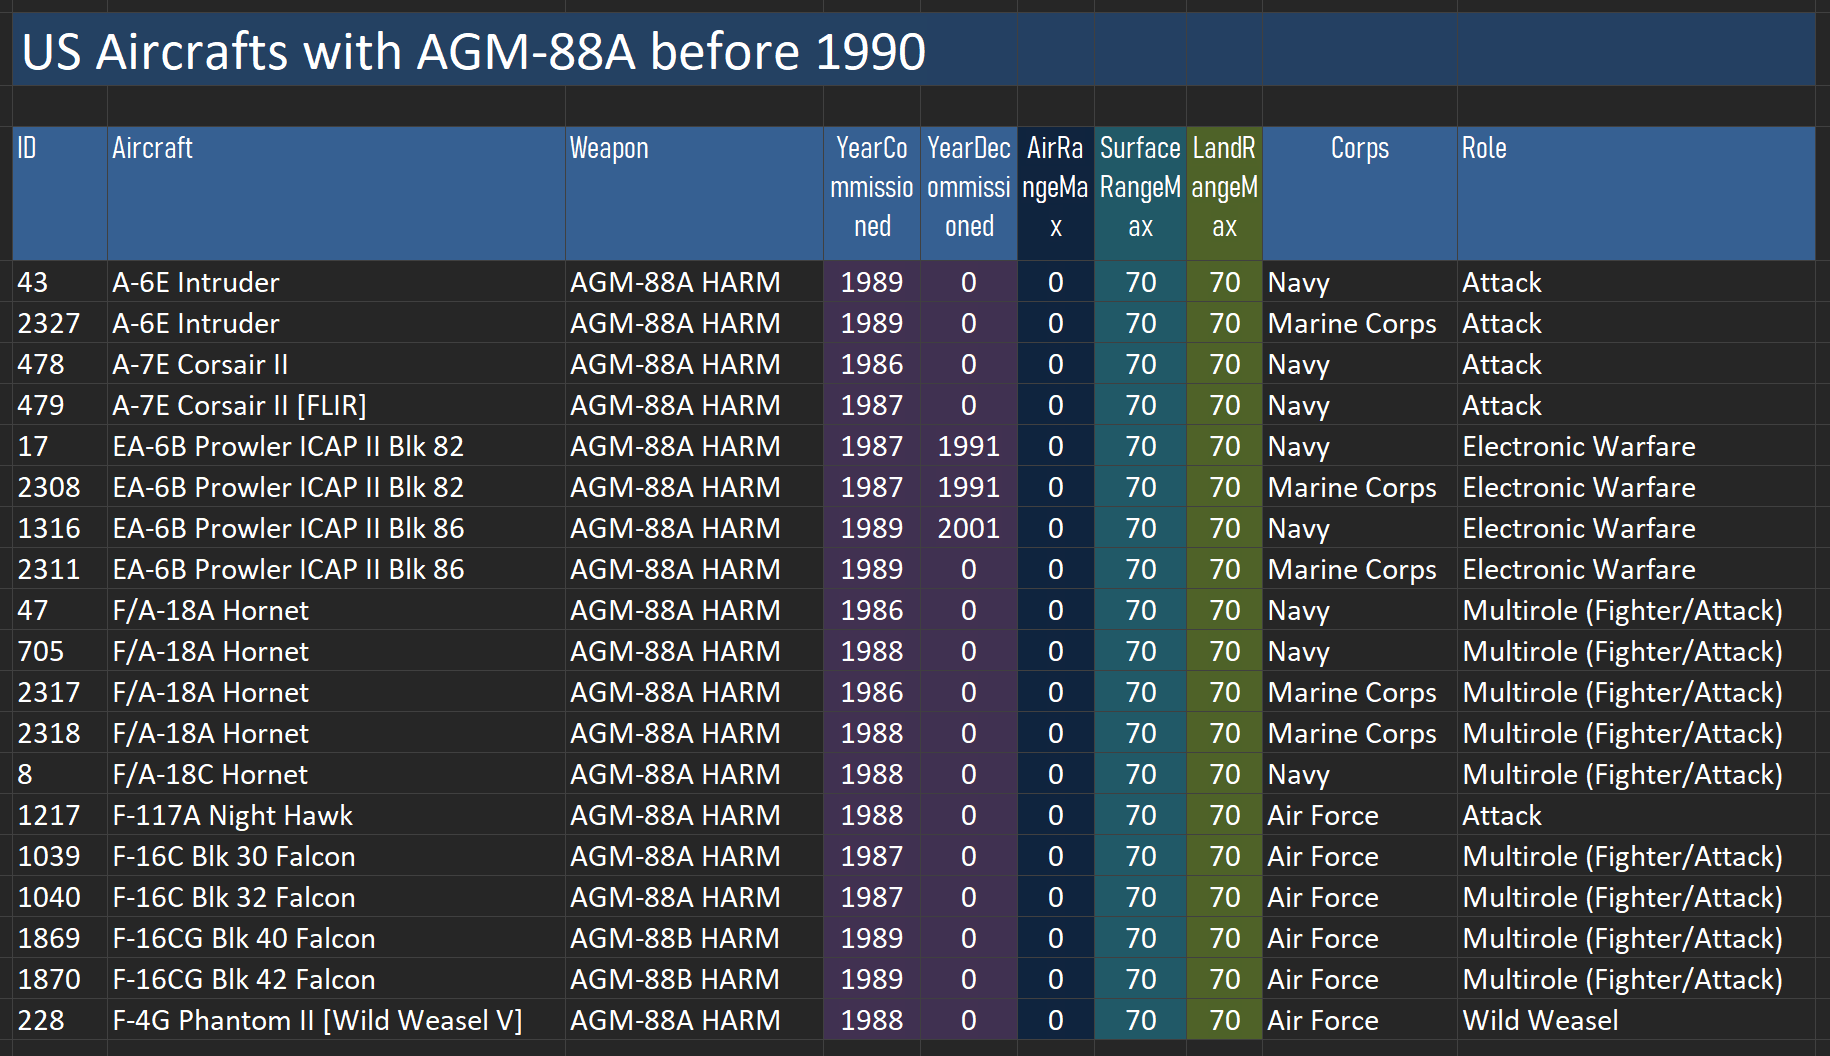 US Aircrafts with AGM-88A before 1990
ID Aircraft Weapon YearCo YearDec AirRa Surface LandR Corps Role
mmissio ommissi ngeMa RangeM angeM
ned oned x ax ax
43 A-6E Intruder AGM-88A HARM 1989 0 0 70 70 Navy Attack
2327 A-6E Intruder AGM-88A HARM 1989 0 0 70 70 Marine Corps Attack
478 A-7E Corsair II AGM-88A HARM 1986 0 0 70 70 Navy Attack
479 A-7E Corsair II [FLIR] AGM-88A HARM 1987 0 0 70 70 Navy Attack
17 EA-6B Prowler ICAP II Blk 82 AGM-88A HARM 1987 1991 0 70 70 Navy Electronic Warfare
2308 EA-6B Prowler ICAP II Blk 82 AGM-88A HARM 1987 1991 0 70 70 Marine Corps Electronic Warfare
1316 EA-6B Prowler ICAP II Blk 86 AGM-88A HARM 1989 2001 0 70 70 Navy Electronic Warfare
2311 EA-6B Prowler ICAP II Blk 86 AGM-88A HARM 1989 0 0 70 70 Marine Corps Electronic Warfare
47 F/A-18A Hornet AGM-88A HARM 1986 0 0 70 70 Navy Multirole (Fighter/Attack)
705 F/A-18A Hornet AGM-88A HARM 1988 0 0 70 70 Navy Multirole (Fighter/Attack)
2317 F/A-18A Hornet AGM-88A HARM 1986 0 0 70 70 Marine Corps Multirole (Fighter/Attack)
2318 F/A-18A Hornet AGM-88A HARM 1988 0 0 70 70 Marine Corps Multirole (Fighter/Attack)
8 F/A-18C Hornet AGM-88A HARM 1988 0 0 70 70 Navy Multirole (Fighter/Attack)
1217 F-117A Night Hawk AGM-88A HARM 1988 0 0 70 70 Air Force Attack
1039 F-16C Blk 30 Falcon AGM-88A HARM 1987 0 0 70 70 Air Force Multirole (Fighter/Attack)
1040 F-16C Blk 32 Falcon AGM-88A HARM 1987 0 0 70 70 Air Force Multirole (Fighter/Attack)
1869 F-16CG Blk 40 Falcon AGM-88B HARM 1989 0 0 70 70 Air Force Multirole (Fighter/Attack)
1870 F-16CG Blk 42 Falcon AGM-88B HARM 1989 0 0 70 70 Air Force Multirole (Fighter/Attack)
228 F-4G Phantom II [Wild Weasel V] AGM-88A HARM 1988 0 0 70 70 Air Force Wild Weasel